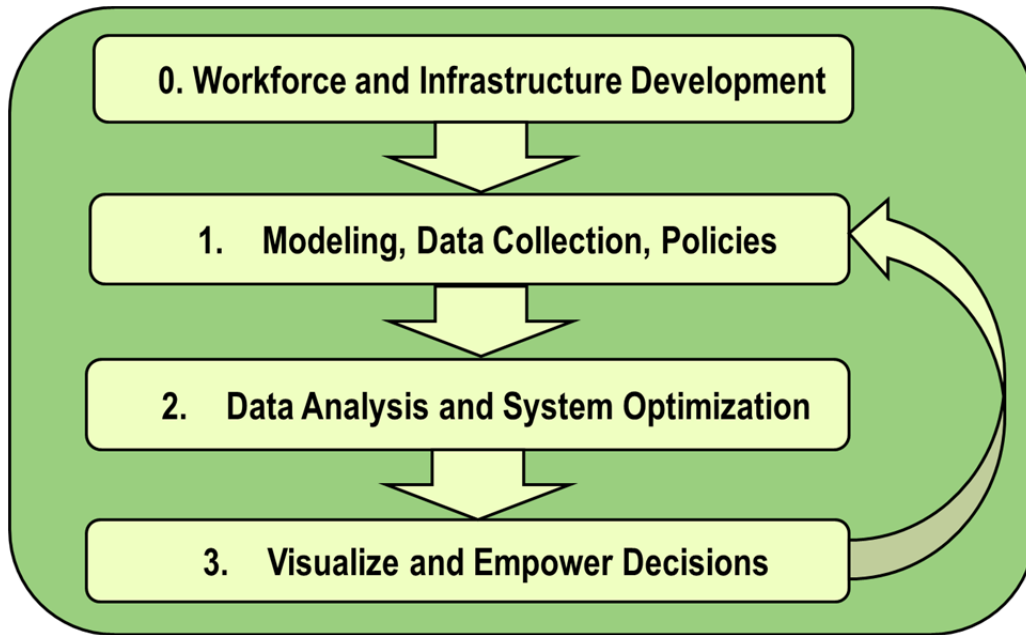 0. Workforce and Infrastructure Development
1. Modeling, Data Collection, Policies
2. Data Analysis and System Optimization
3. Visualize and Empower Decisions